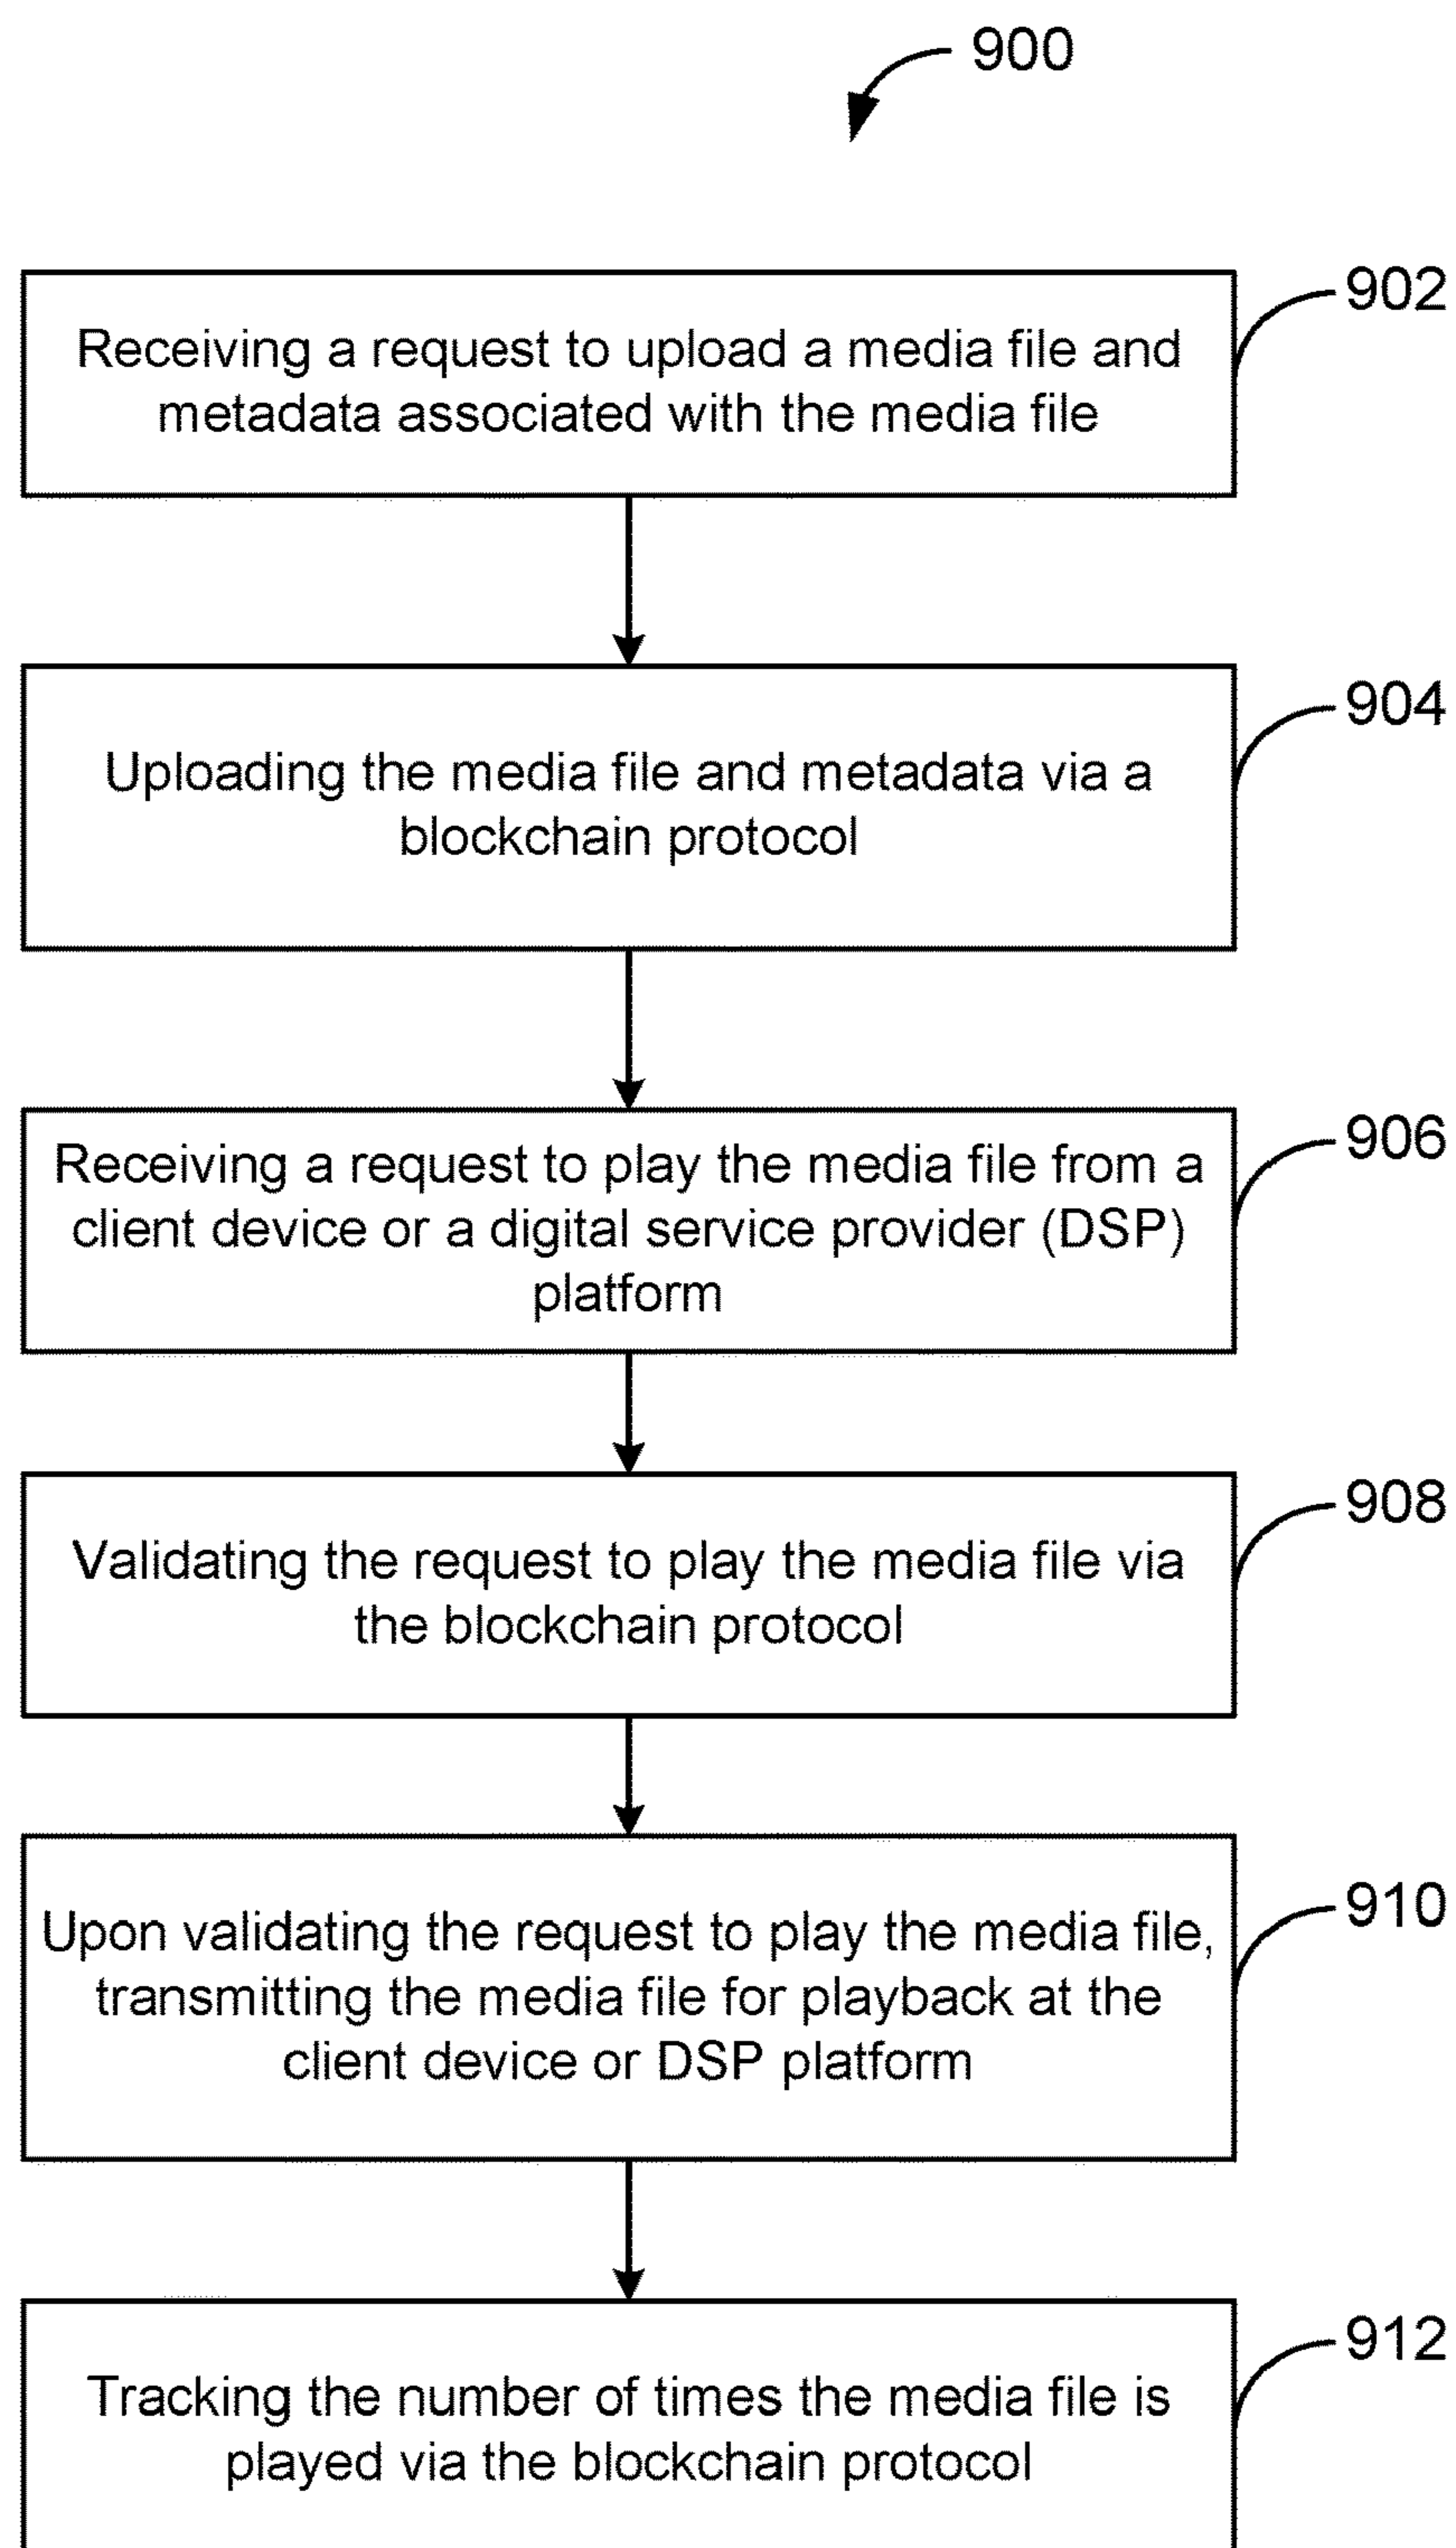 900
902
Receiving a request to upload a media file and
metadata associated with the media file
904
Uploading the media file and metadata via a
blockchain protocol
906
Receiving a request to play the media file from a
client device or a digital service provider (DSP)
platform
908
Validating the request to play the media file via
the blockchain protocol
910
Upon validating the request to play the media file,
transmitting the media file for playback at the
client device or DSP platform
912
Tracking the number of times the media file is
played via the blockchain protocol